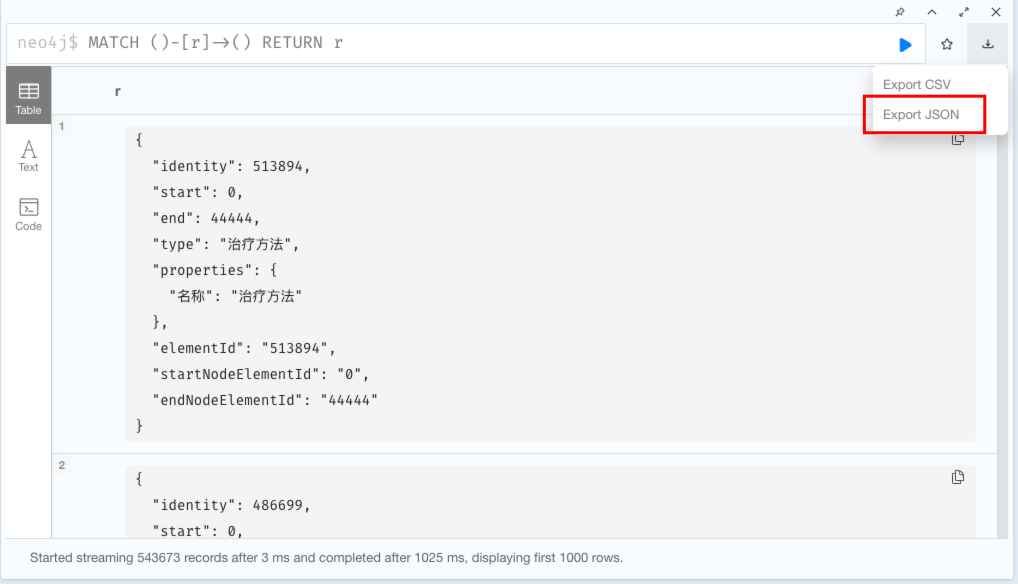 neo4j$ MATCH ()-[r]->() RETURN r
Export CSV
Export JSON
Table
Text
Code
r
1
{
"identity": 513894,
"start": 0,
"end": 44444,
"type": "治疗方法",
"properties": {
"名称": "治疗方法"
},
"elementId": "513894",
"startNodeElementId": "0",
"endNodeElementId": "44444"
}
2
{
"identity": 486699,
"start": 0,
Started streaming 543673 records after 3 ms and completed after 1025 ms, displaying first 1000 rows.